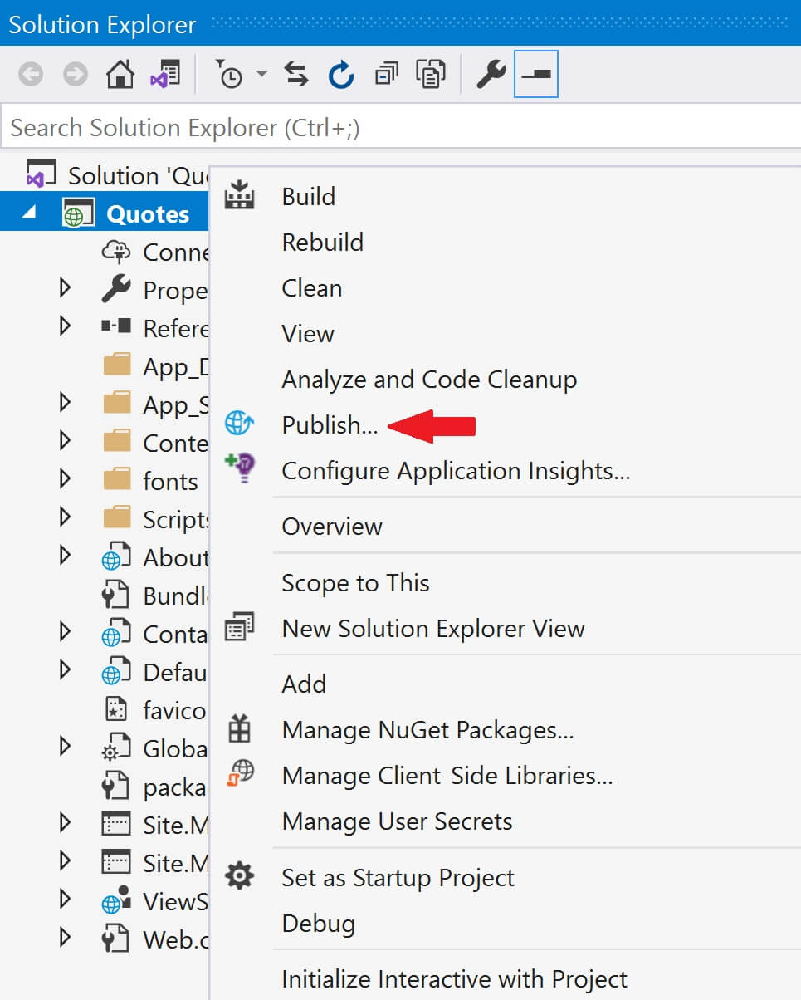 Solution Explorer
Search Solution Explorer (Ctrl+;)
Solution 'Quo
Quotes
Conne
Prope
Refere
App_D
App_S
Conte
fonts
Scripts
About
Bundle
Conta
Defau
favico
Globa
packa
Site.M
Site.M
ViewS
Web.c
Build
Rebuild
Clean
View
Analyze and Code Cleanup
Publish...
Configure Application Insights...
Overview
Scope to This
New Solution Explorer View
Add
Manage NuGet Packages...
Manage Client-Side Libraries...
Manage User Secrets
Set as Startup Project
Debug
Initialize Interactive with Project